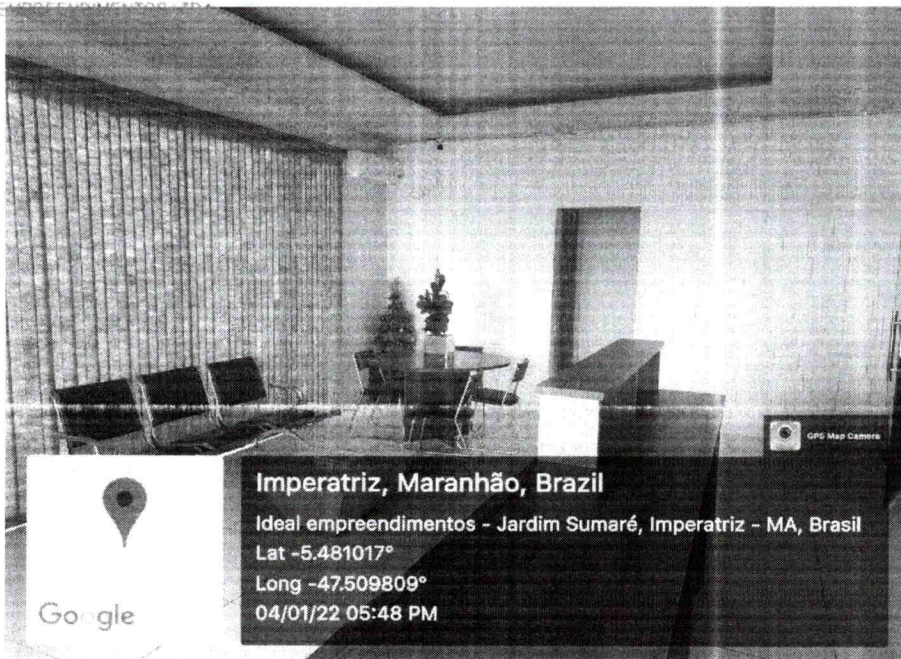 GPS Map Camera
Imperatriz, Maranhão, Brazil
Ideal empreendimentos - Jardim Sumaré, Imperatriz - MA, Brasil
Lat -5.481017°
Long -47.509809°
04/01/22 05:48 PM
Google